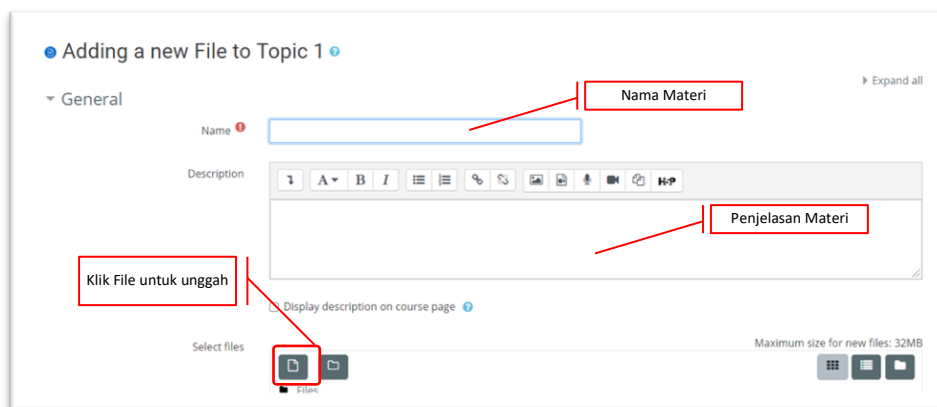 Adding a new File to Topic 1
Expand all
General
Nama Materi
Name
Description
A B I H-P
Penjelasan Materi
Klik File untuk unggah
Display description on course page
Select files
Maximum size for new files: 32MB
Files